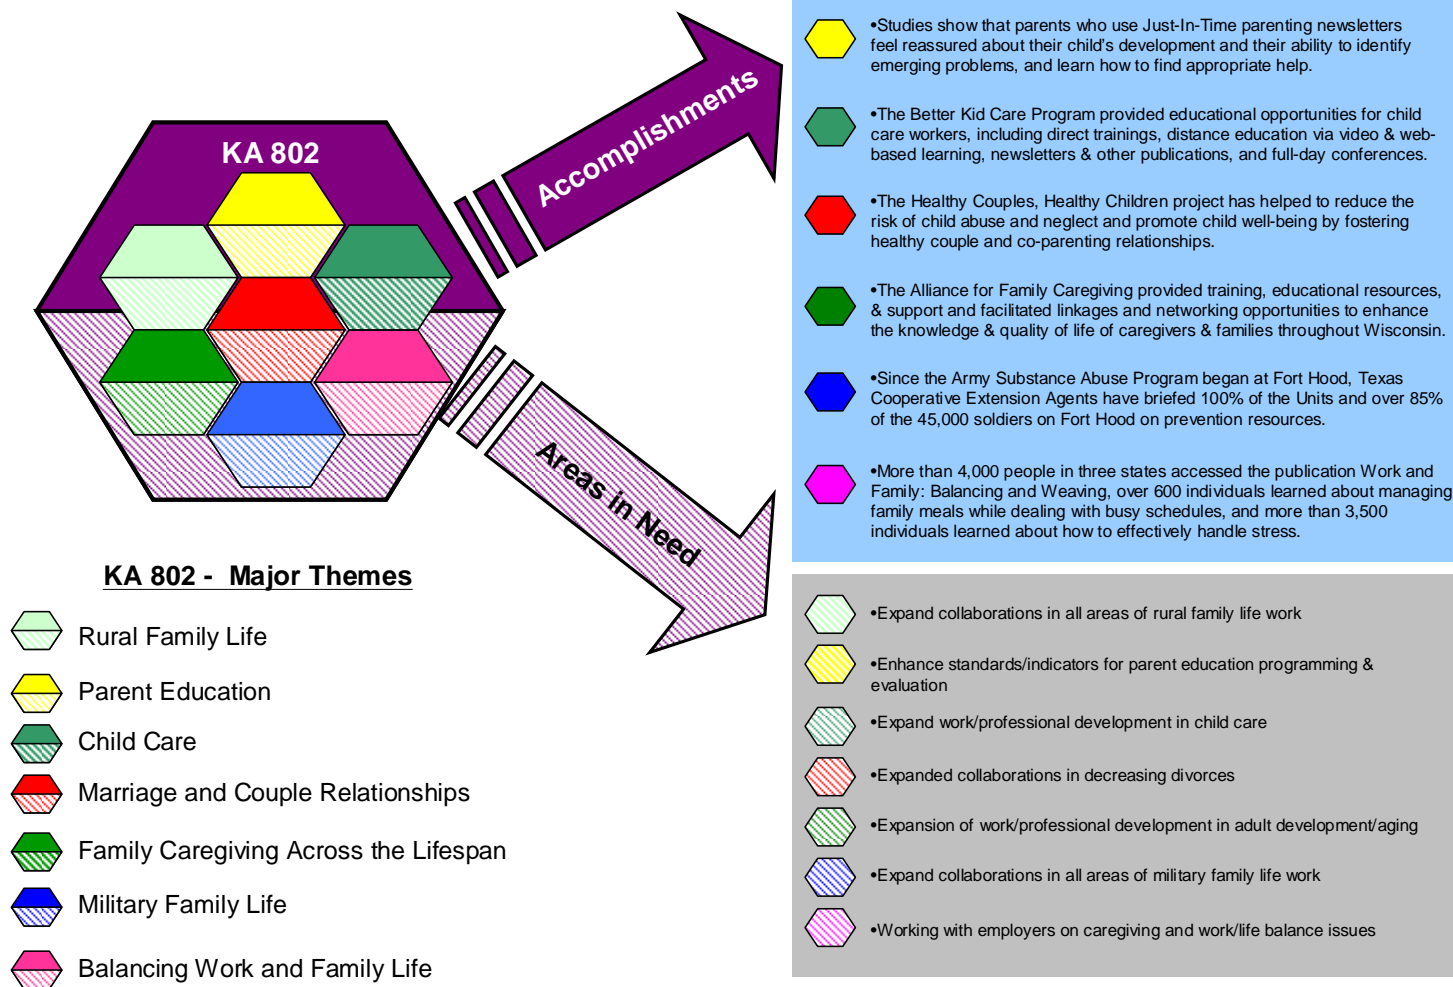 KA 802
Accomplishments
Areas in Need
•Studies show that parents who use Just-In-Time parenting newsletters
feel reassured about their child's development and their ability to identify
emerging problems, and learn how to find appropriate help.
•The Better Kid Care Program provided educational opportunities for child
care workers, including direct trainings, distance education via video & web-
based learning, newsletters & other publications, and full-day conferences.
•The Healthy Couples, Healthy Children project has helped to reduce the
risk of child abuse and neglect and promote child well-being by fostering
healthy couple and co-parenting relationships.
•The Alliance for Family Caregiving provided training, educational resources,
& support and facilitated linkages and networking opportunities to enhance
the knowledge & quality of life of caregivers & families throughout Wisconsin.
•Since the Army Substance Abuse Program began at Fort Hood, Texas
Cooperative Extension Agents have briefed 100% of the Units and over 85%
of the 45,000 soldiers on Fort Hood on prevention resources.
•More than 4,000 people in three states accessed the publication Work and
Family: Balancing and Weaving, over 600 individuals learned about managing
family meals while dealing with busy schedules, and more than 3,500
individuals learned about how to effectively handle stress.
KA 802 - Major Themes
Rural Family Life
Parent Education
Child Care
Marriage and Couple Relationships
Family Caregiving Across the Lifespan
Military Family Life
Balancing Work and Family Life
•Expand collaborations in all areas of rural family life work
•Enhance standards/indicators for parent education programming &
evaluation
•Expand work/professional development in child care
•Expanded collaborations in decreasing divorces
•Expansion of work/professional development in adult development/aging
•Expand collaborations in all areas of military family life work
•Working with employers on caregiving and work/life balance issues